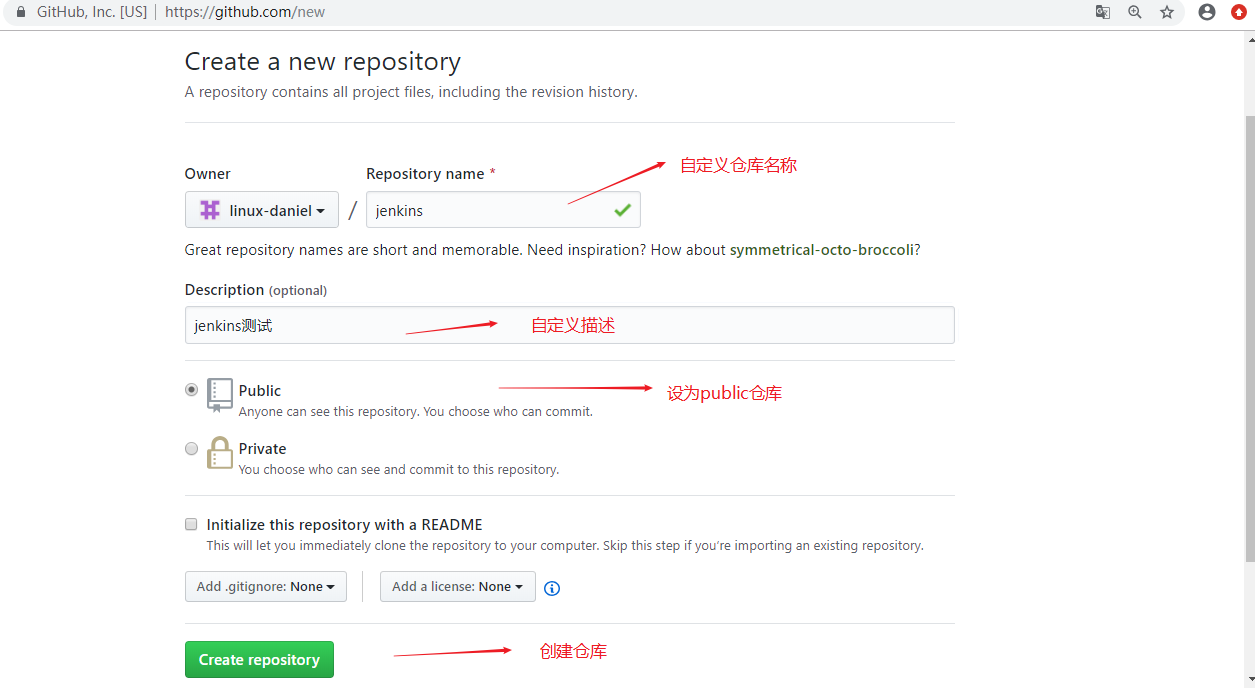 GitHub, Inc. [US] | https://github.com/new
Create a new repository
A repository contains all project files, including the revision history.
Owner
Repository name *
自定义仓库名称
linux-daniel / jenkins
Great repository names are short and memorable. Need inspiration? How about symmetrical-octo-broccoli?
Description (optional)
jenkins测试
自定义描述
Public
Anyone can see this repository. You choose who can commit.
设为public仓库
Private
You choose who can see and commit to this repository.
Initialize this repository with a README
This will let you immediately clone the repository to your computer. Skip this step if you’re importing an existing repository.
Add .gitignore: None
Add a license: None
Create repository
创建仓库